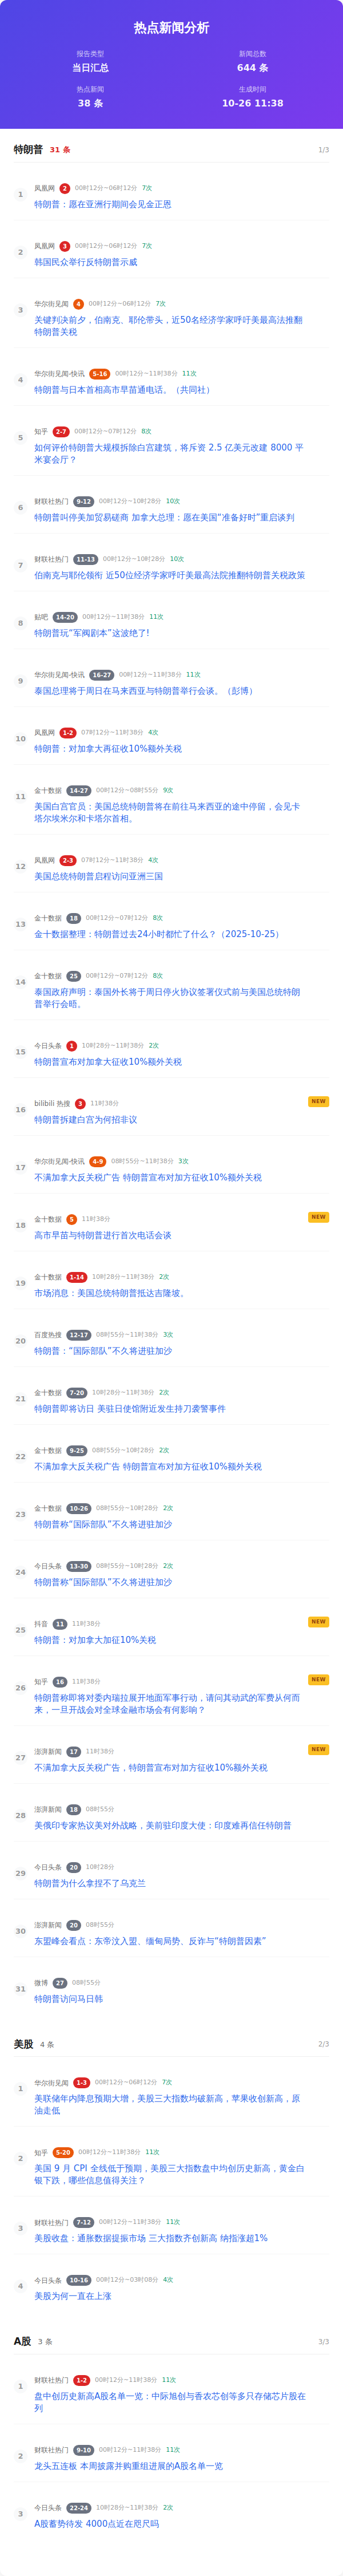 热点新闻分析
报告类型
当日汇总
新闻总数
644 条
热点新闻
38 条
生成时间
10-26 11:38
特朗普 31 条 1/3
1 凤凰网 2 00时12分~06时12分 7次
特朗普：愿在亚洲行期间会见金正恩
2 凤凰网 3 00时12分~06时12分 7次
韩国民众举行反特朗普示威
3 华尔街见闻 4 00时12分~06时12分 7次
关键判决前夕，伯南克、耶伦带头，近50名经济学家呼吁美最高法推翻
特朗普关税
4 华尔街见闻-快讯 5-16 00时12分~11时38分 11次
特朗普与日本首相高市早苗通电话。（共同社）
5 知乎 2-7 00时12分~07时12分 8次
如何评价特朗普大规模拆除白宫建筑，将斥资 2.5 亿美元改建 8000 平
米宴会厅？
6 财联社热门 9-12 00时12分~10时28分 10次
特朗普叫停美加贸易磋商 加拿大总理：愿在美国“准备好时”重启谈判
7 财联社热门 11-13 00时12分~10时28分 10次
伯南克与耶伦领衔 近50位经济学家呼吁美最高法院推翻特朗普关税政策
8 贴吧 14-20 00时12分~11时38分 11次
特朗普玩“军阀剧本”这波绝了!
9 华尔街见闻-快讯 16-27 00时12分~11时38分 11次
泰国总理将于周日在马来西亚与特朗普举行会谈。（彭博）
10 凤凰网 1-2 07时12分~11时38分 4次
特朗普：对加拿大再征收10%额外关税
11 金十数据 14-27 00时12分~08时55分 9次
美国白宫官员：美国总统特朗普将在前往马来西亚的途中停留，会见卡
塔尔埃米尔和卡塔尔首相。
12 凤凰网 2-3 07时12分~11时38分 4次
美国总统特朗普启程访问亚洲三国
13 金十数据 18 00时12分~07时12分 8次
金十数据整理：特朗普过去24小时都忙了什么？（2025-10-25）
14 金十数据 25 00时12分~07时12分 8次
泰国政府声明：泰国外长将于周日停火协议签署仪式前与美国总统特朗
普举行会晤。
15 今日头条 1 10时28分~11时38分 2次
特朗普宣布对加拿大征收10%额外关税
16 bilibili 热搜 3 11时38分 NEW
特朗普拆建白宫为何招非议
17 华尔街见闻-快讯 4-9 08时55分~11时38分 3次
不满加拿大反关税广告 特朗普宣布对加方征收10%额外关税
18 金十数据 5 11时38分 NEW
高市早苗与特朗普进行首次电话会谈
19 金十数据 1-14 10时28分~11时38分 2次
市场消息：美国总统特朗普抵达吉隆坡。
20 百度热搜 12-17 08时55分~11时38分 3次
特朗普：“国际部队”不久将进驻加沙
21 金十数据 7-20 10时28分~11时38分 2次
特朗普即将访日 美驻日使馆附近发生持刀袭警事件
22 金十数据 9-25 08时55分~10时28分 2次
不满加拿大反关税广告 特朗普宣布对加方征收10%额外关税
23 金十数据 10-26 08时55分~10时28分 2次
特朗普称“国际部队”不久将进驻加沙
24 今日头条 13-30 08时55分~10时28分 2次
特朗普称“国际部队”不久将进驻加沙
25 抖音 11 11时38分 NEW
特朗普：对加拿大加征10%关税
26 知乎 16 11时38分 NEW
特朗普称即将对委内瑞拉展开地面军事行动，请问其动武的军费从何而
来，一旦开战会对全球金融市场会有何影响？
27 澎湃新闻 17 11时38分 NEW
不满加拿大反关税广告，特朗普宣布对加方征收10%额外关税
28 澎湃新闻 18 08时55分
美俄印专家热议美对外战略，美前驻印度大使：印度难再信任特朗普
29 今日头条 20 10时28分
特朗普为什么拿捏不了乌克兰
30 澎湃新闻 20 08时55分
东盟峰会看点：东帝汶入盟、缅甸局势、反诈与“特朗普因素”
31 微博 27 08时55分
特朗普访问马日韩
美股 4 条 2/3
1 华尔街见闻 1-3 00时12分~06时12分 7次
美联储年内降息预期大增，美股三大指数均破新高，苹果收创新高，原
油走低
2 知乎 5-20 00时12分~11时38分 11次
美国 9 月 CPI 全线低于预期，美股三大指数盘中均创历史新高，黄金白
银下跌，哪些信息值得关注？
3 财联社热门 7-12 00时12分~11时38分 11次
美股收盘：通胀数据提振市场 三大指数齐创新高 纳指涨超1%
4 今日头条 10-16 00时12分~03时08分 4次
美股为何一直在上涨
A股 3 条 3/3
1 财联社热门 1-2 00时12分~11时38分 11次
盘中创历史新高A股名单一览：中际旭创与香农芯创等多只存储芯片股在
列
2 财联社热门 9-10 00时12分~11时38分 11次
龙头五连板 本周披露并购重组进展的A股名单一览
3 今日头条 22-24 10时28分~11时38分 2次
A股蓄势待发 4000点近在咫尺吗